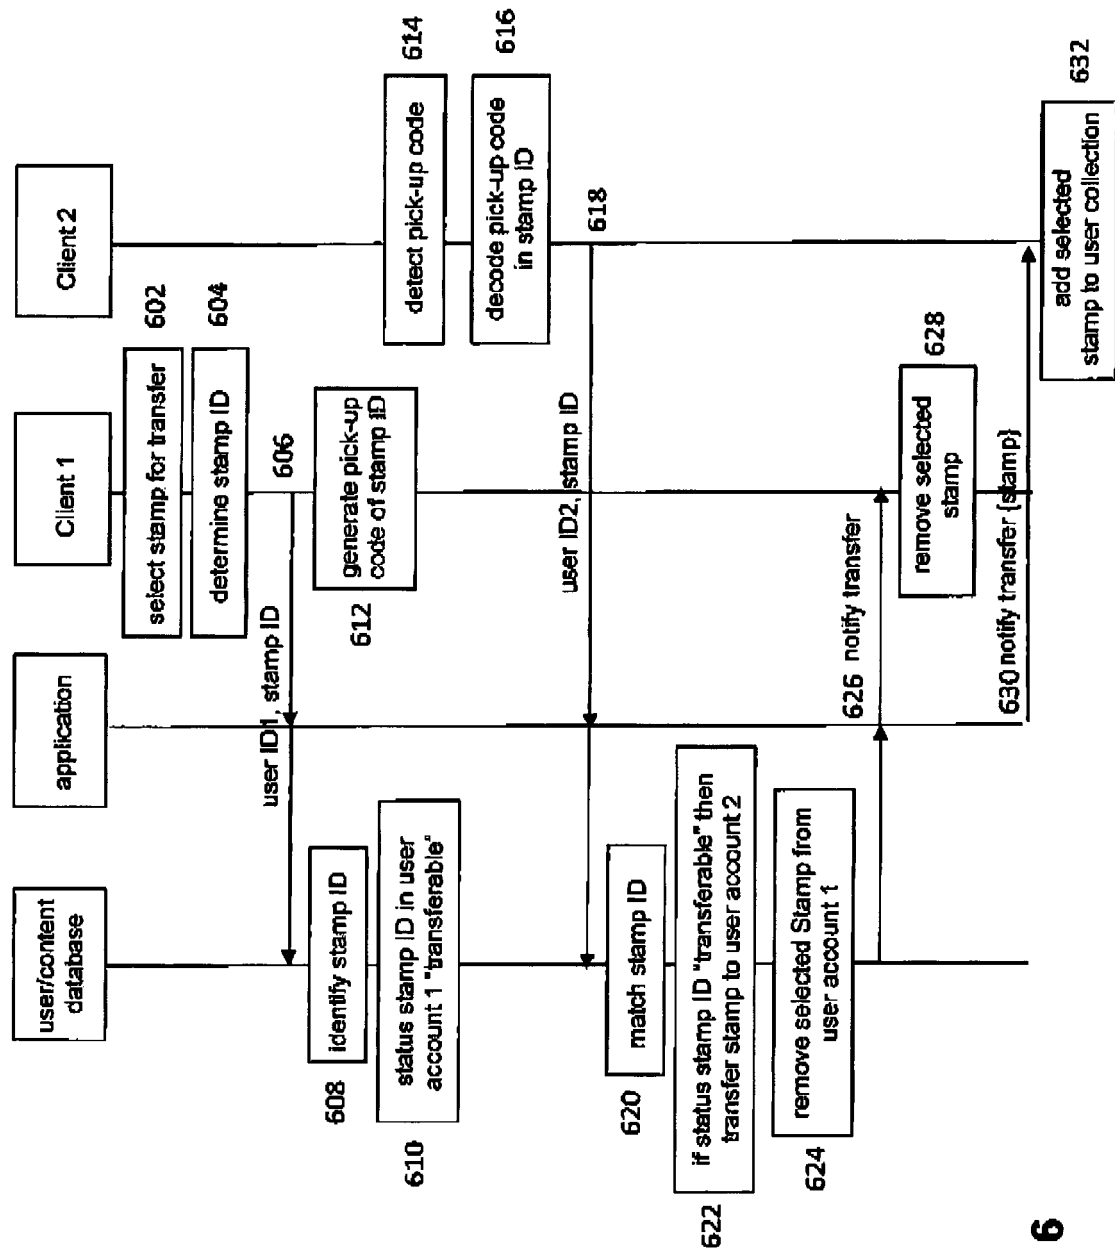 user/content
database
application
Client 1
Client 2
select stamp for transfer
602
determine stamp ID
604
606
user ID1, stamp ID
608
identify stamp ID
610
status stamp ID in user
account 1 "transferable"
612
generate pick-up
code of stamp ID
detect pick-up code
614
decode pick-up code
in stamp ID
616
618
user ID2, stamp ID
620
match stamp ID
622
if status stamp ID "transferable" then
transfer stamp to user account 2
624
remove selected Stamp from
user account 1
626 notify transfer
remove selected
stamp
628
630 notify transfer {stamp}
add selected
stamp to user collection
632
6